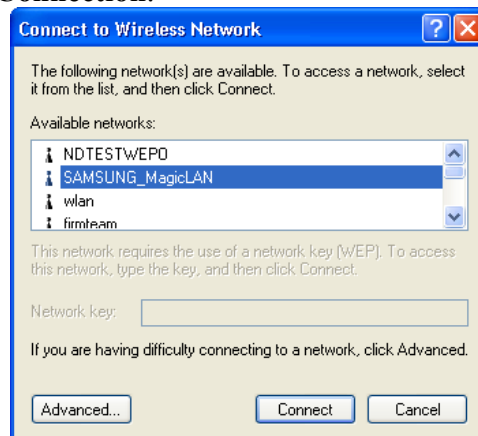 Connect to Wireless Network
The following network(s) are available. To access a network, select
it from the list, and then click Connect.
Available networks:
NDTESTWEP0
SAMSUNG_MagicLAN
wlan
firmteam
This network requires the use of a network key (WEP). To access
this network, type the key, and then click Connect.
Network key:
If you are having difficulty connecting to a network, click Advanced.
Advanced... Connect Cancel